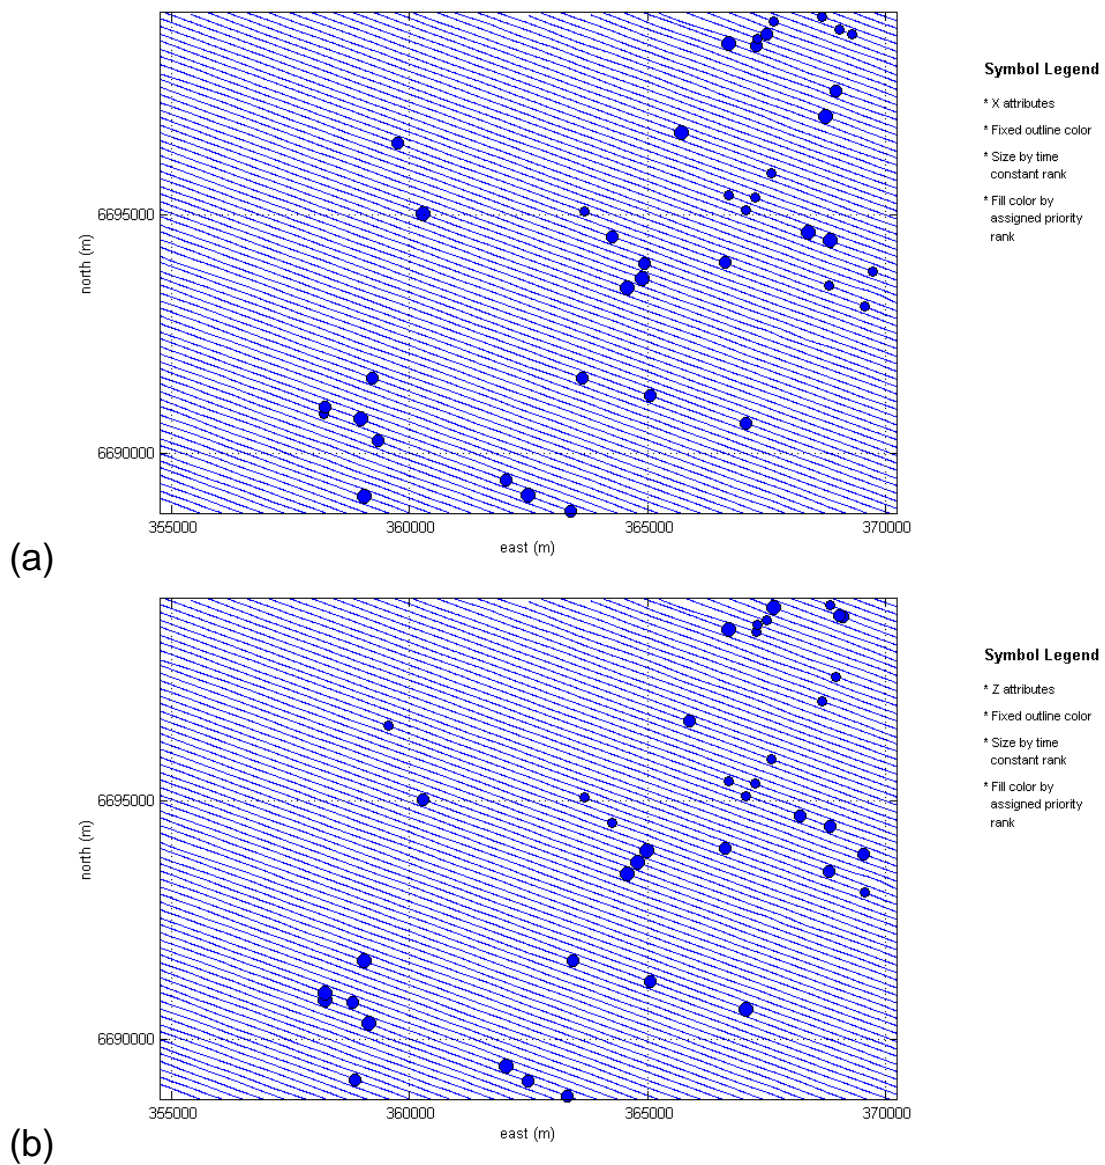 Symbol Legend
* X attributes
* Fixed outline color
* Size by time
constant rank
* Fill color by
assigned priority
rank
6695000
north (m)
6690000
355000 360000 365000 370000
east (m)
(a)
Symbol Legend
* Z attributes
* Fixed outline color
* Size by time
constant rank
* Fill color by
assigned priority
rank
6695000
north (m)
6690000
355000 360000 365000 370000
east (m)
(b)